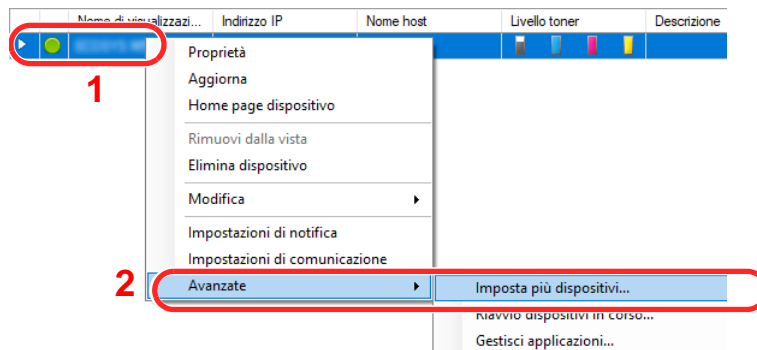 Nome di visualizzazi... Indirizzo IP Nome host Livello toner Descrizione
1
Proprietà
Aggiorna
Home page dispositivo
Rimuovi dalla vista
Elimina dispositivo
Modifica
Impostazioni di notifica
Impostazioni di comunicazione
2
Avanzate Imposta più dispositivi...
Riavvio dispositivi in corso...
Gestisci applicazioni...